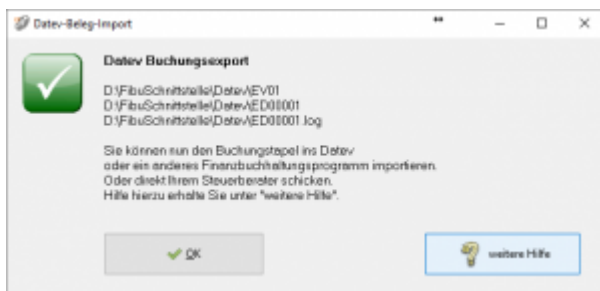 Datev-Beleg-Import
Datev Buchungsexport
D:\FibuSchnittstelle\Datev\EV01
D:\FibuSchnittstelle\Datev\ED00001
D:\FibuSchnittstelle\Datev\ED00001.log
Sie können nun den Buchungstapel ins Datev
oder ein anderes Finanzbuchhaltungsprogramm importieren.
Oder direkt Ihrem Steuerberater schicken.
Hilfe hierzu erhalte Sie unter "weitere Hilfe".
OK
weitere Hilfe